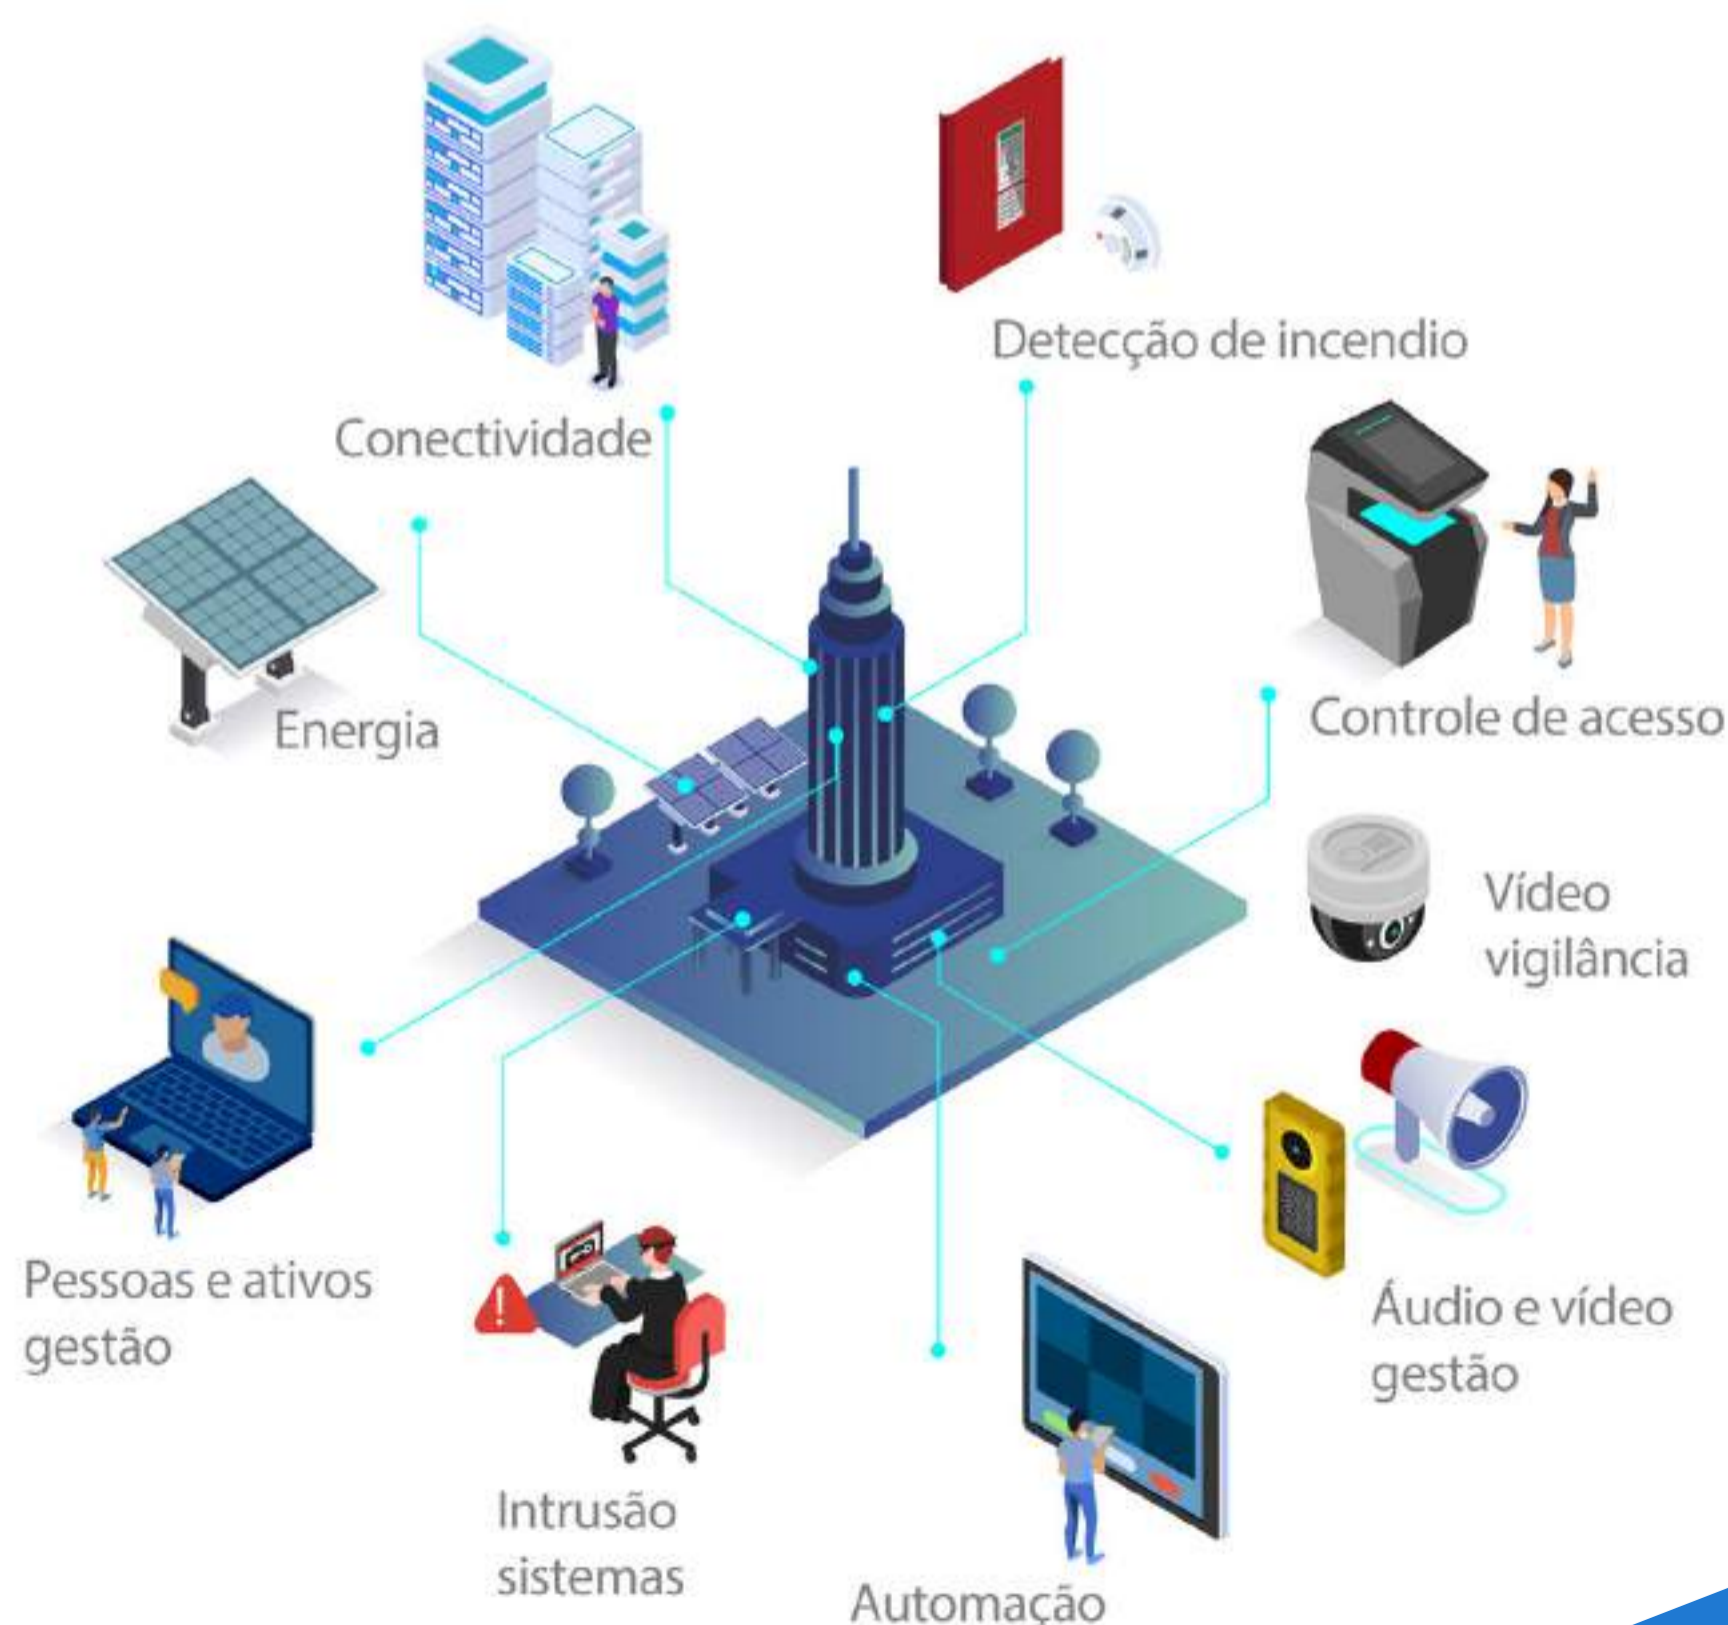 Detecção de incendio
Conectividade
Controle de acesso
Energia
Vídeo
vigilância
Pessoas e ativos
gestão
Áudio e vídeo
gestão
Intrusão
sistemas
Automação